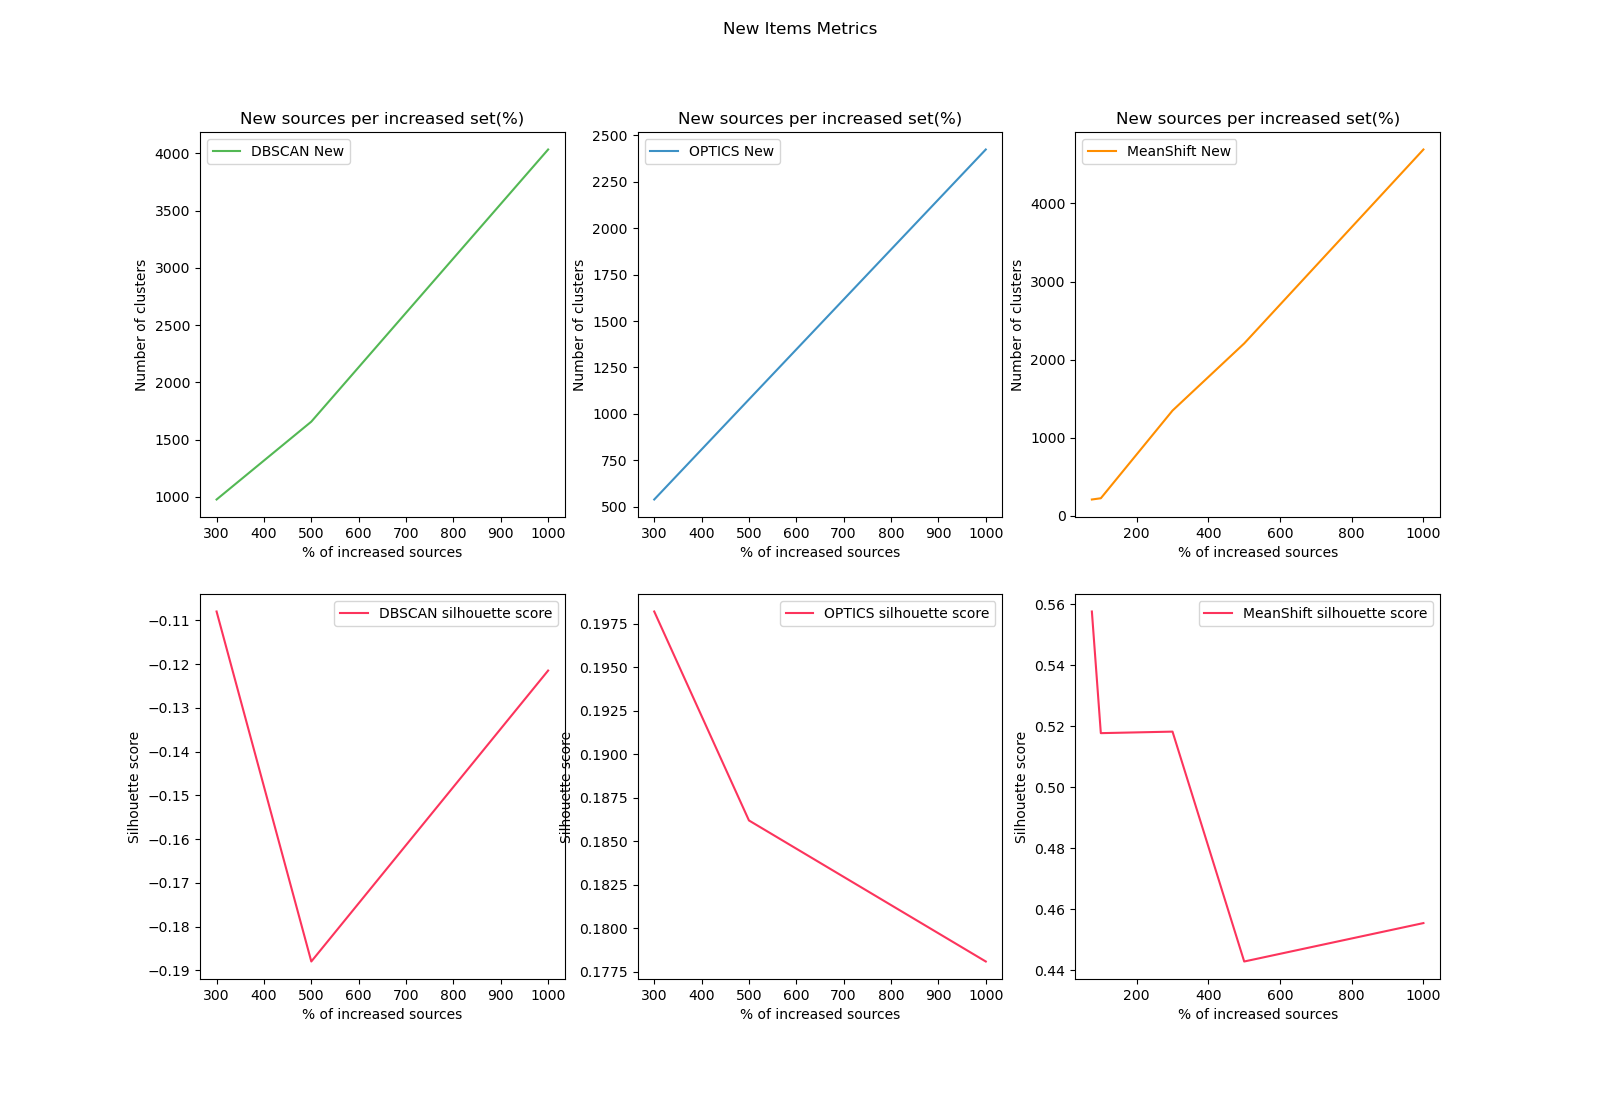 New Items Metrics
New sources per increased set(%)
DBSCAN New
Number of clusters
4000
3500
3000
2500
2000
1500
1000
300 400 500 600 700 800 900 1000
% of increased sources
New sources per increased set(%)
OPTICS New
Number of clusters
2500
2250
2000
1750
1500
1250
1000
750
500
300 400 500 600 700 800 900 1000
% of increased sources
New sources per increased set(%)
MeanShift New
Number of clusters
4000
3000
2000
1000
0
200 400 600 800 1000
% of increased sources
DBSCAN silhouette score
Silhouette score
−0.11
−0.12
−0.13
−0.14
−0.15
−0.16
−0.17
−0.18
−0.19
300 400 500 600 700 800 900 1000
% of increased sources
OPTICS silhouette score
Silhouette score
0.1975
0.1950
0.1925
0.1900
0.1875
0.1850
0.1825
0.1800
0.1775
300 400 500 600 700 800 900 1000
% of increased sources
MeanShift silhouette score
Silhouette score
0.56
0.54
0.52
0.50
0.48
0.46
0.44
200 400 600 800 1000
% of increased sources